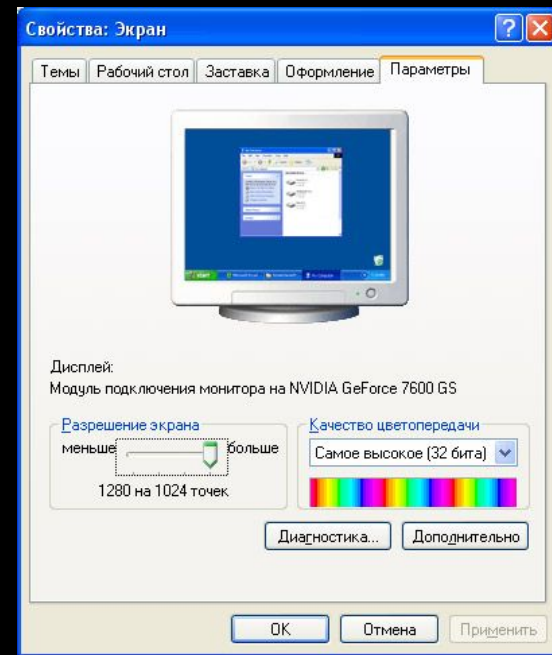 Свойства: Экран
Темы Рабочий стол Заставка Оформление Параметры
Дисплей:
Модуль подключения монитора на NVIDIA GeForce 7600 GS
Разрешение экрана
меньше больше
1280 на 1024 точек
Качество цветопередачи
Самое высокое (32 бита)
Диагностика... Дополнительно
OK Отмена Применить